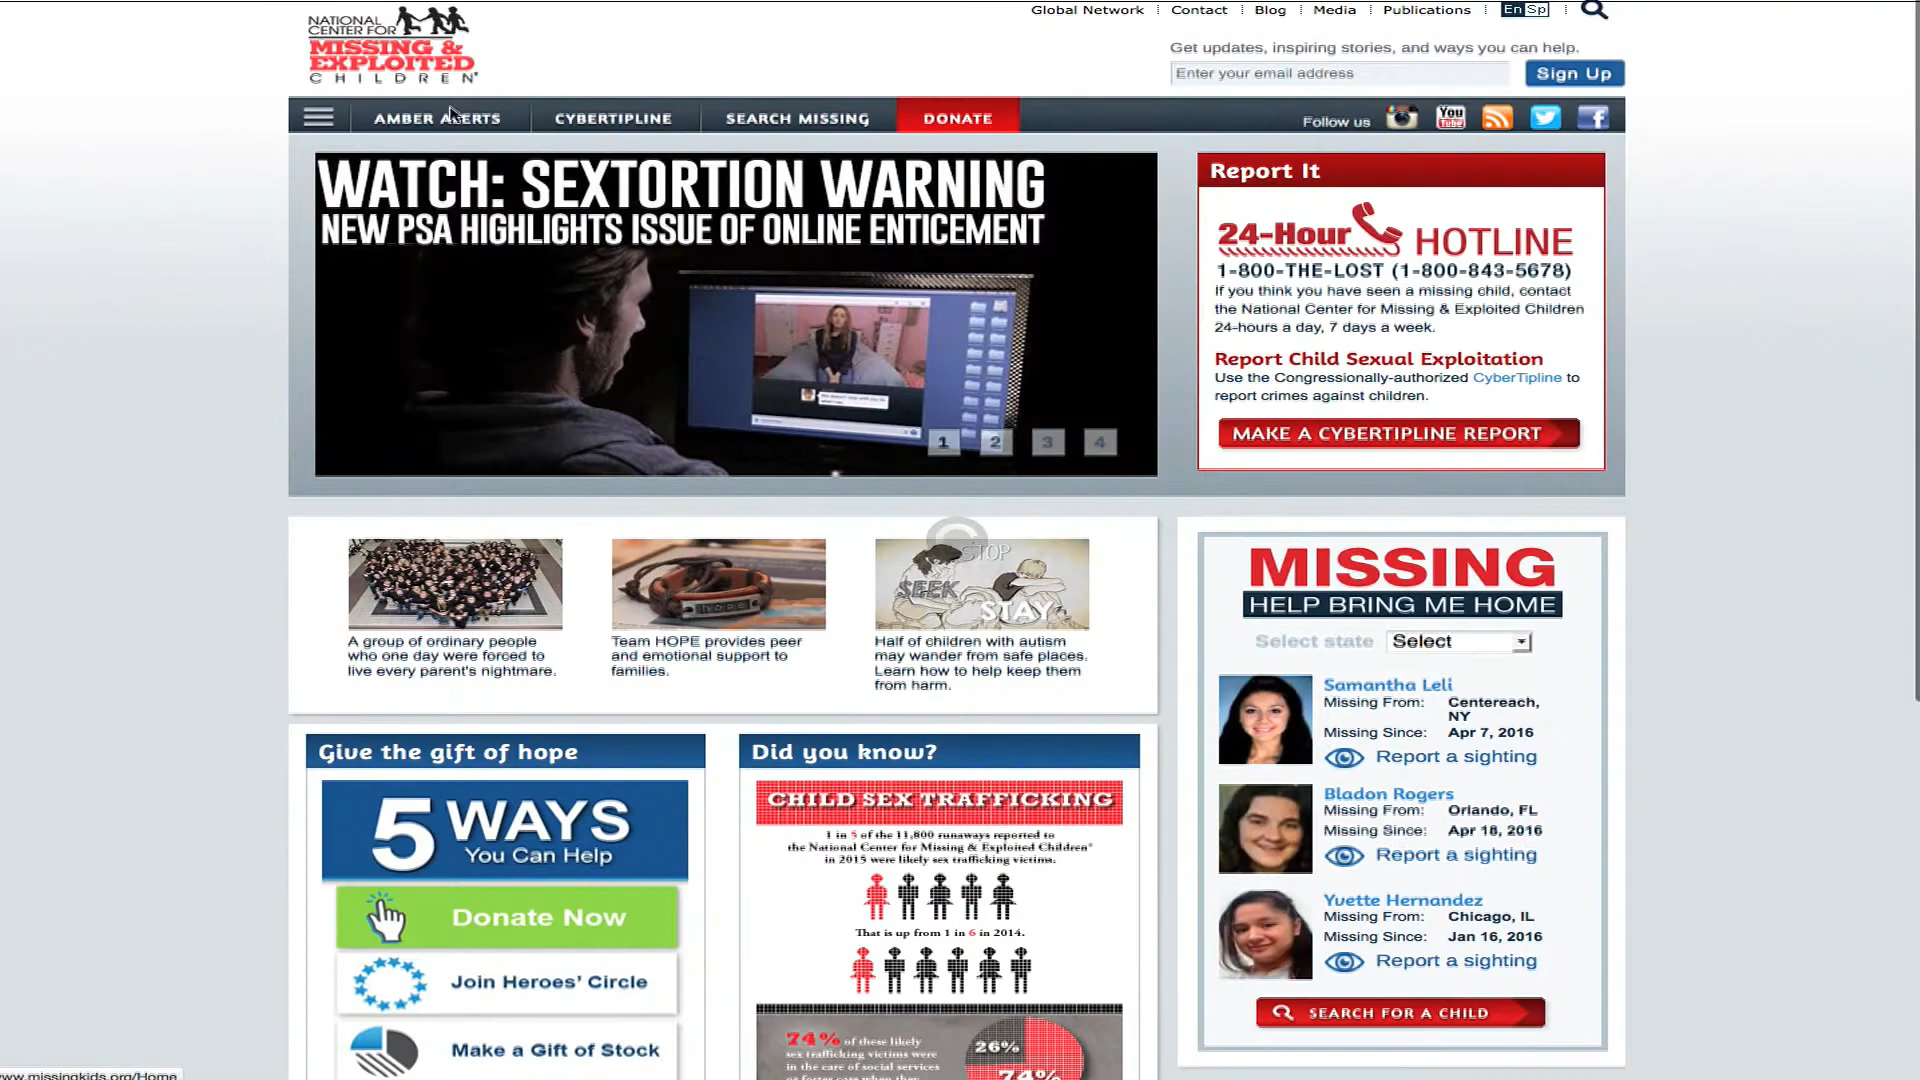 NATIONAL
CENTER FOR
MISSING &
EXPLOITED
CHILDREN
Global Network
Contact
Blog
Media
Publications
En Sp
Get updates, inspiring stories, and ways you can help.
Enter your email address
Sign Up
AMBER ALERTS
CYBERTIPLINE
SEARCH MISSING
DONATE
Follow us
You
Tube
WATCH: SEXTORTION WARNING
NEW PSA HIGHLIGHTS ISSUE OF ONLINE ENTICEMENT
1 2 3 4
Report It
24-Hour HOTLINE
1-800-THE-LOST (1-800-843-5678)
If you think you have seen a missing child, contact
the National Center for Missing & Exploited Children
24-hours a day, 7 days a week.
Report Child Sexual Exploitation
Use the Congressionally-authorized CyberTipline to
report crimes against children.
MAKE A CYBERTIPLINE REPORT
hope
STOP
SEEK
STAY
A group of ordinary people
who one day were forced to
live every parent's nightmare.
Team HOPE provides peer
and emotional support to
families.
Half of children with autism
may wander from safe places.
Learn how to help keep them
from harm.
MISSING
HELP BRING ME HOME
Select state Select
Samantha Leli
Missing From: Centereach,
NY
Missing Since: Apr 7, 2016
Report a sighting
Bladon Rogers
Missing From: Orlando, FL
Missing Since: Apr 18, 2016
Report a sighting
Yvette Hernandez
Missing From: Chicago, IL
Missing Since: Jan 16, 2016
Report a sighting
SEARCH FOR A CHILD
Give the gift of hope
5 WAYS
You Can Help
Donate Now
Join Heroes' Circle
Make a Gift of Stock
Did you know?
CHILD SEX TRAFFICKING
1 in 5 of the 11,800 runaways reported to
the National Center for Missing & Exploited Children®
in 2015 were likely sex trafficking victims.
That is up from 1 in 6 in 2014.
74% of these likely
sex trafficking victims were
in the care of social services
or foster care when they
26%
74%
www.missingkids.org/Home